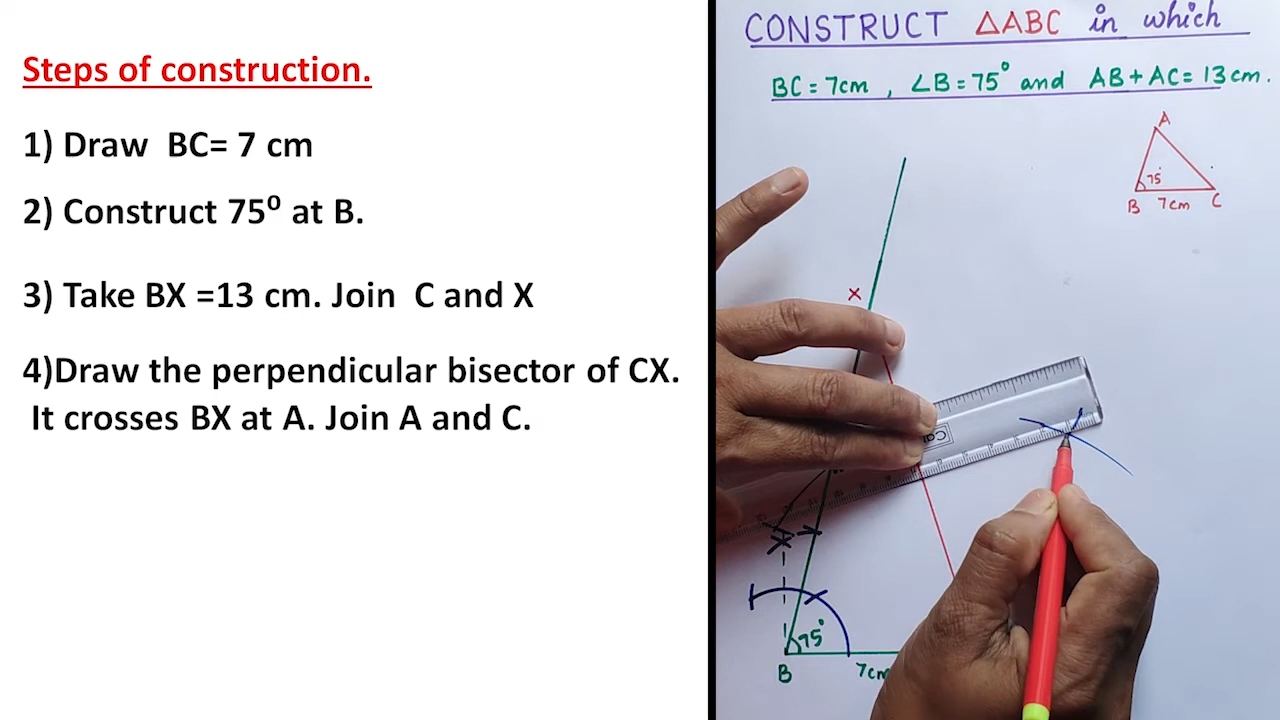 Steps of construction.
1) Draw BC= 7 cm
2) Construct 75⁰ at B.
3) Take BX =13 cm. Join C and X
4)Draw the perpendicular bisector of CX.
It crosses BX at A. Join A and C.
CONSTRUCT △ABC in which
BC = 7cm , ∠B = 75° and AB + AC = 13 cm.
A
75°
B 7cm C
X
75°
B 7cm